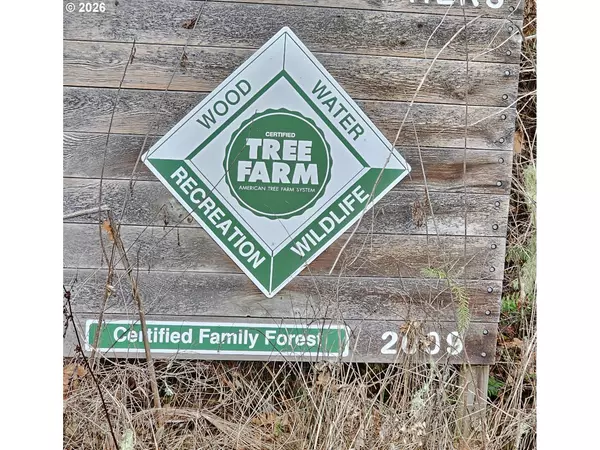 © 2026
WOOD
WATER
CERTIFIED
TREE
FARM
AMERICAN TREE FARM SYSTEM
RECREATION
WILDLIFE
Certified Family Forest
2009